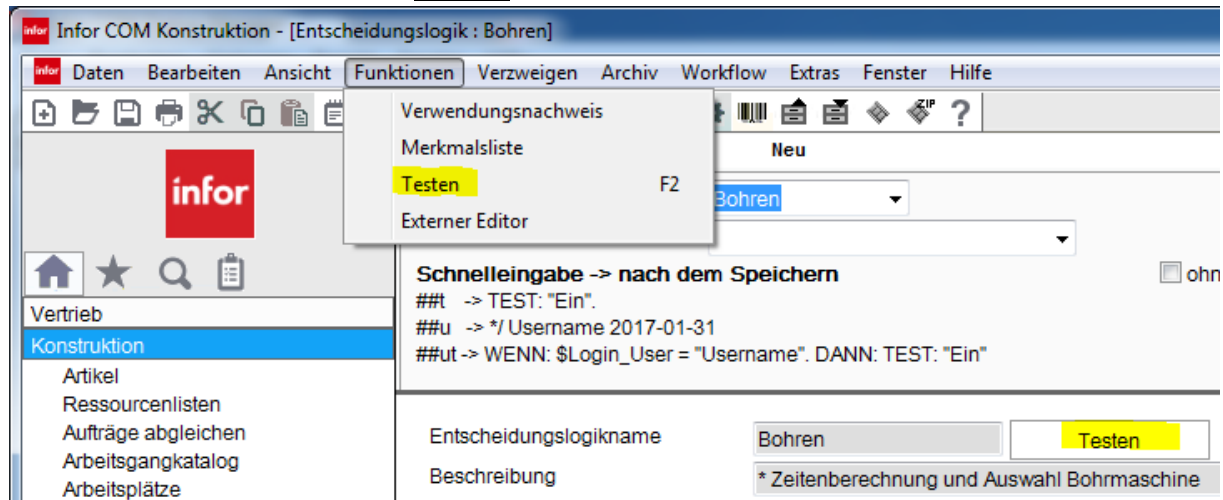 infor Infor COM Konstruktion - [Entscheidungslogik : Bohren]
infor Daten Bearbeiten Ansicht Funktionen Verzweigen Archiv Workflow Extras Fenster Hilfe
ZIP ?
Verwendungsnachweis
Merkmalsliste
Testen F2
Externer Editor
Neu
Bohren
infor
Schnelleingabe -> nach dem Speichern
ohn
##t -> TEST: "Ein".
##u -> */ Username 2017-01-31
##ut -> WENN: $Login_User = "Username". DANN: TEST: "Ein"
Vertrieb
Konstruktion
Artikel
Ressourcenlisten
Aufträge abgleichen
Arbeitsgangkatalog
Arbeitsplätze
Entscheidungslogikname Bohren Testen
Beschreibung * Zeitenberechnung und Auswahl Bohrmaschine